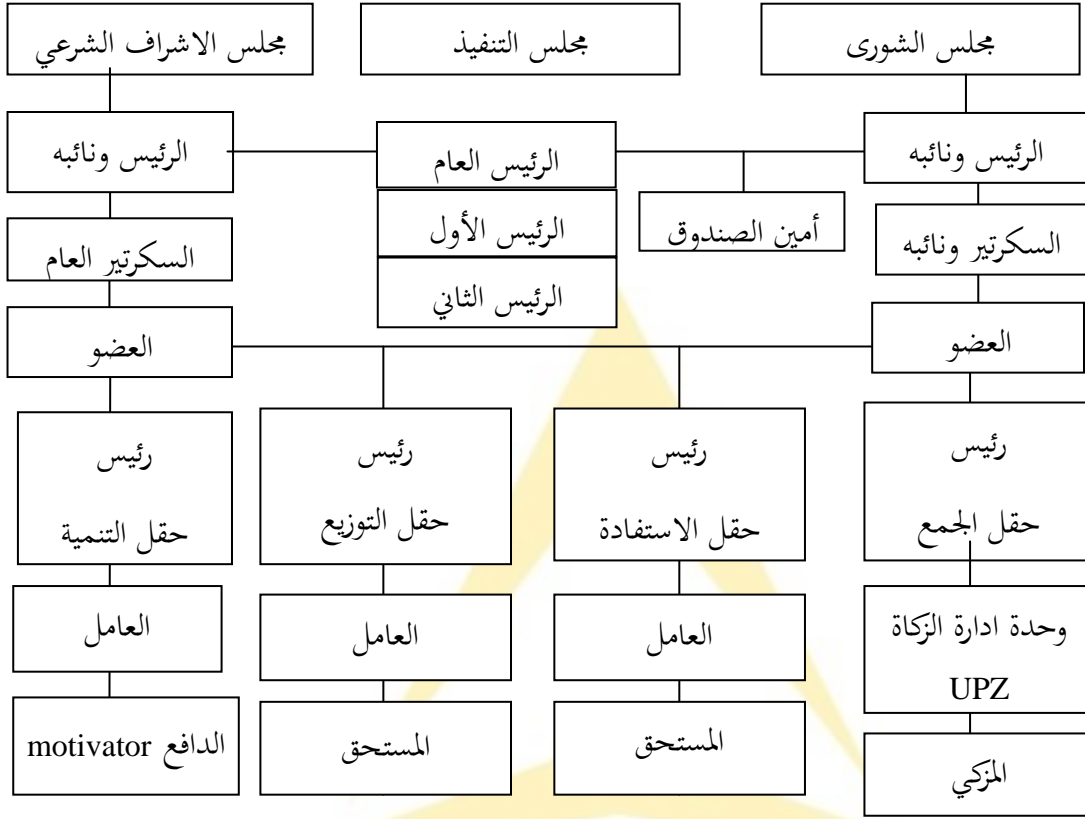 مجلس الشورى
مجلس التنفيذ
مجلس الاشراف الشرعي
الرئيس ونائبه
الرئيس العام
الرئيس ونائبه
السكرتير ونائبه
أمين الصندوق
الرئيس الأول
السكرتير العام
الرئيس الثاني
العضو
العضو
رئيس
حقل الجمع
رئيس
حقل الاستفادة
رئيس
حقل التوزيع
رئيس
حقل التنمية
وحدة ادارة الزكاة
UPZ
العامل
العامل
العامل
المزكي
المستحق
المستحق
الدافع motivator